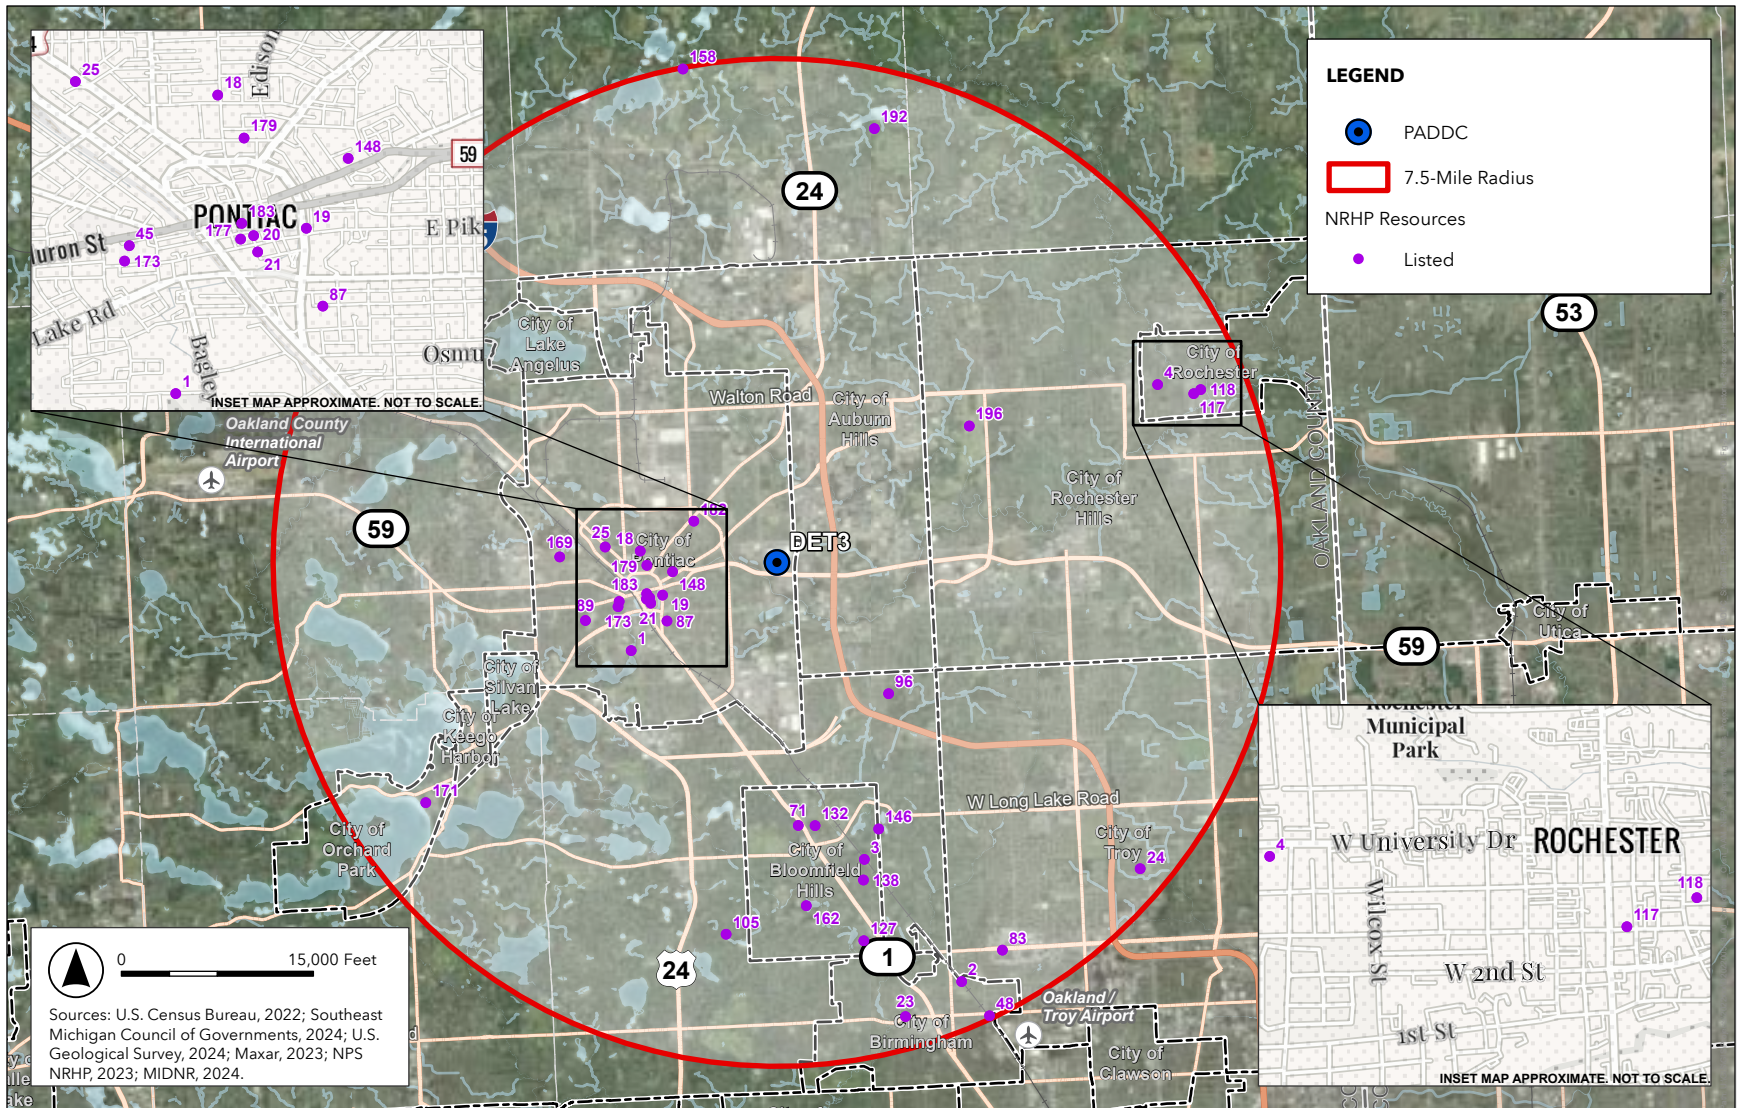 25
18
Edison
179
148
59
PONTIAC
183
177
20
19
21
45
173
87
1
E Pik
uron St
Lake Rd
Bagley
Osmu
INSET MAP APPROXIMATE. NOT TO SCALE.
158
192
24
LEGEND
PADDC
7.5-Mile Radius
NRHP Resources
Listed
53
City of
Lake
Angelus
Walton Road
City of
Auburn
Hills
196
City of
Rochester
4
118
117
OAKLAND COUNTY
Oakland County
International
Airport
59
City of
Rochester
Hills
182
25
18
City of
Pontiac
169
179
183
148
89
173
21
19
87
1
DET3
City of
Utica
59
City of
Silvan
Lake
City of
Keego
Harbor
96
171
City of
Orchard
Park
W Long Lake Road
71
132
146
3
City of
Bloomfield
Hills
138
162
City of
Troy
24
105
127
83
1
24
2
23
48
City of
Birmingham
Oakland /
Troy Airport
City of
Clawson
Rochester
Municipal
Park
W University Dr
ROCHESTER
4
118
117
Wilcox St
W 2nd St
1st St
INSET MAP APPROXIMATE. NOT TO SCALE.
0
15,000 Feet
Sources: U.S. Census Bureau, 2022; Southeast
Michigan Council of Governments, 2024; U.S.
Geological Survey, 2024; Maxar, 2023; NPS
NRHP, 2023; MIDNR, 2024.